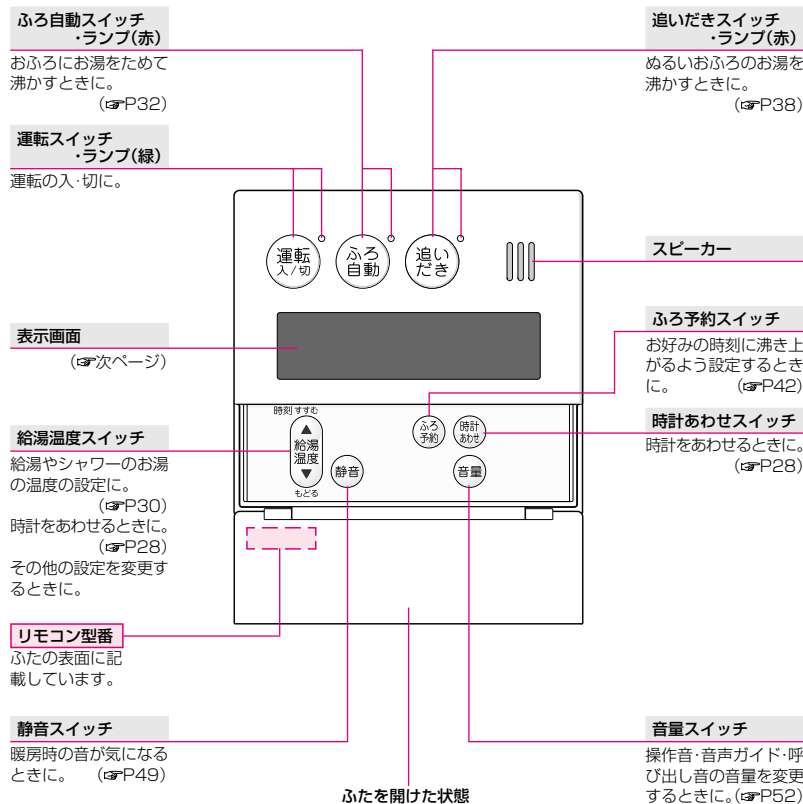 ふろ自動スイッチ
・ランプ(赤)
おふろにお湯をためて
沸かすときに。
(☞P32)
運転スイッチ
・ランプ(緑)
運転の入・切に。
表示画面
(☞次ページ)
給湯温度スイッチ
給湯やシャワーのお湯
の温度の設定に。
(☞P30)
時計をあわせるときに。
(☞P28)
その他の設定を変更す
るときに。
リモコン型番
ふたの表面に記
載しています。
静音スイッチ
暖房時の音が気になる
ときに。 (☞P49)
運転
入/切
ふろ
自動
追い
だき
時刻 すすむ
▲
給湯
温度
▼
もどる
静音
ふろ
予約
時計
あわせ
音量
ふたを開けた状態
追いだきスイッチ
・ランプ(赤)
ぬるいおふろのお湯を
沸かすときに。
(☞P38)
スピーカー
ふろ予約スイッチ
お好みの時刻に沸き上
がるよう設定するとき
に。 (☞P42)
時計あわせスイッチ
時計をあわせるときに。
(☞P28)
音量スイッチ
操作音・音声ガイド・呼
び出し音の音量を変更
するときに。(☞P52)